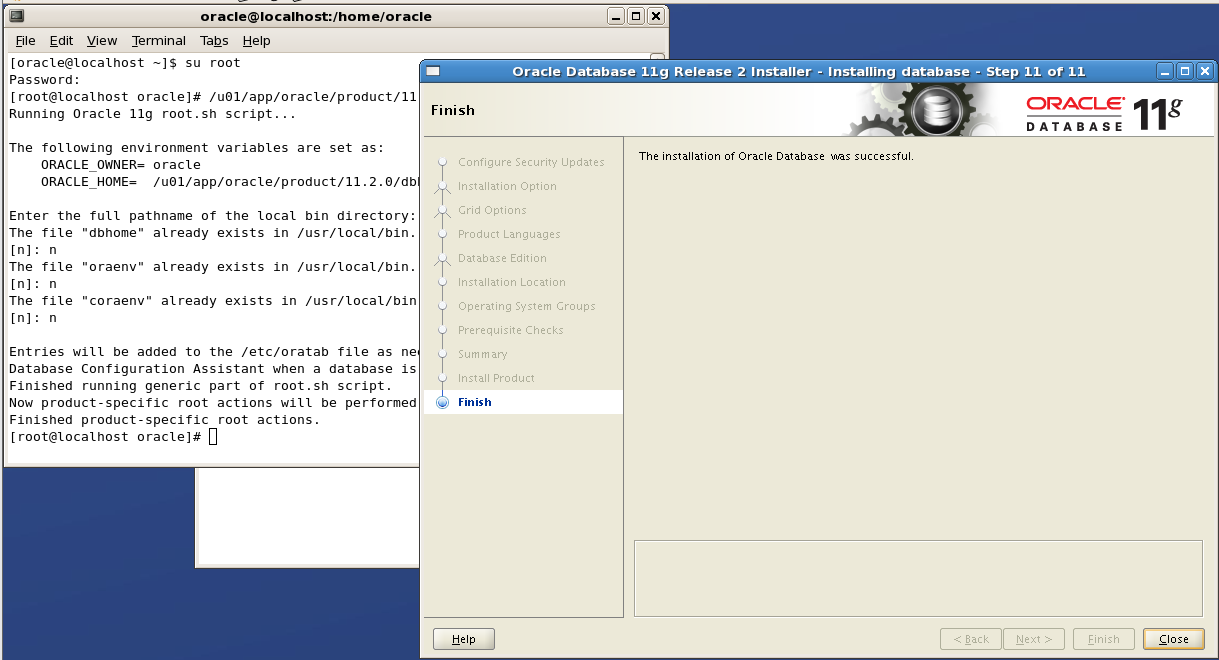 oracle@localhost:/home/oracle
File Edit View Terminal Tabs Help
[oracle@localhost ~]$ su root
Password:
[root@localhost oracle]# /u01/app/oracle/product/11
Running Oracle 11g root.sh script...
The following environment variables are set as:
ORACLE_OWNER= oracle
ORACLE_HOME= /u01/app/oracle/product/11.2.0/db
Enter the full pathname of the local bin directory:
The file "dbhome" already exists in /usr/local/bin.
[n]: n
The file "oraenv" already exists in /usr/local/bin.
[n]: n
The file "coraenv" already exists in /usr/local/bin
[n]: n
Entries will be added to the /etc/oratab file as ne
Database Configuration Assistant when a database is
Finished running generic part of root.sh script.
Now product-specific root actions will be performed
Finished product-specific root actions.
[root@localhost oracle]#
Oracle Database 11g Release 2 Installer - Installing database - Step 11 of 11
Finish
ORACLE
DATABASE
11g
Configure Security Updates
Installation Option
Grid Options
Product Languages
Database Edition
Installation Location
Operating System Groups
Prerequisite Checks
Summary
Install Product
Finish
The installation of Oracle Database was successful.
Help
< Back
Next >
Finish
Close